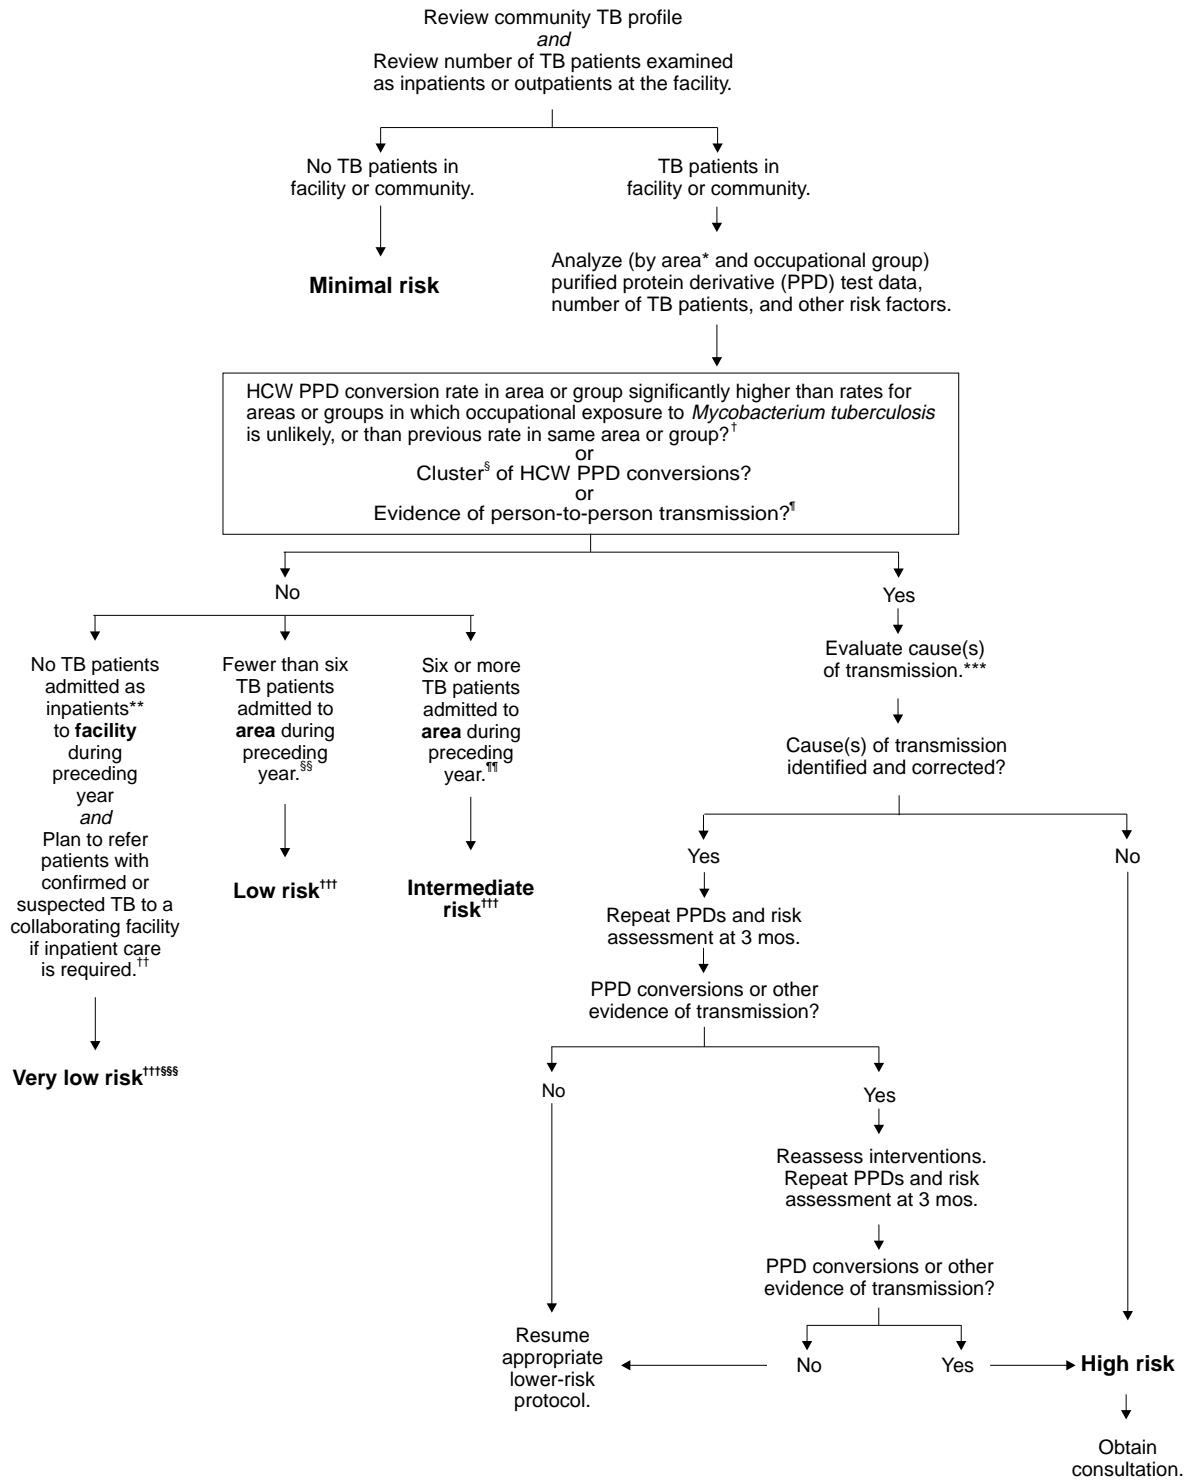 Review community TB profile
and
Review number of TB patients examined
as inpatients or outpatients at the facility.
No TB patients in
facility or community.
TB patients in
facility or community.
Minimal risk
Analyze (by area* and occupational group)
purified protein derivative (PPD) test data,
number of TB patients, and other risk factors.
HCW PPD conversion rate in area or group significantly higher than rates for
areas or groups in which occupational exposure to Mycobacterium tuberculosis
is unlikely, or than previous rate in same area or group?†
or
Cluster§ of HCW PPD conversions?
or
Evidence of person-to-person transmission?¶
No
Yes
No TB patients
admitted as
inpatients**
to facility
during
preceding
year
and
Plan to refer
patients with
confirmed or
suspected TB to a
collaborating facility
if inpatient care
is required.††
Very low risk†††§§§
Fewer than six
TB patients
admitted to
area during
preceding
year.§§
Low risk†††
Six or more
TB patients
admitted to
area during
preceding
year.¶¶
Intermediate
risk†††
Evaluate cause(s)
of transmission.***
Cause(s) of transmission
identified and corrected?
Yes
No
Repeat PPDs and risk
assessment at 3 mos.
PPD conversions or other
evidence of transmission?
No
Yes
Reassess interventions.
Repeat PPDs and risk
assessment at 3 mos.
PPD conversions or other
evidence of transmission?
Resume
appropriate
lower-risk
protocol.
No
Yes
High risk
Obtain
consultation.